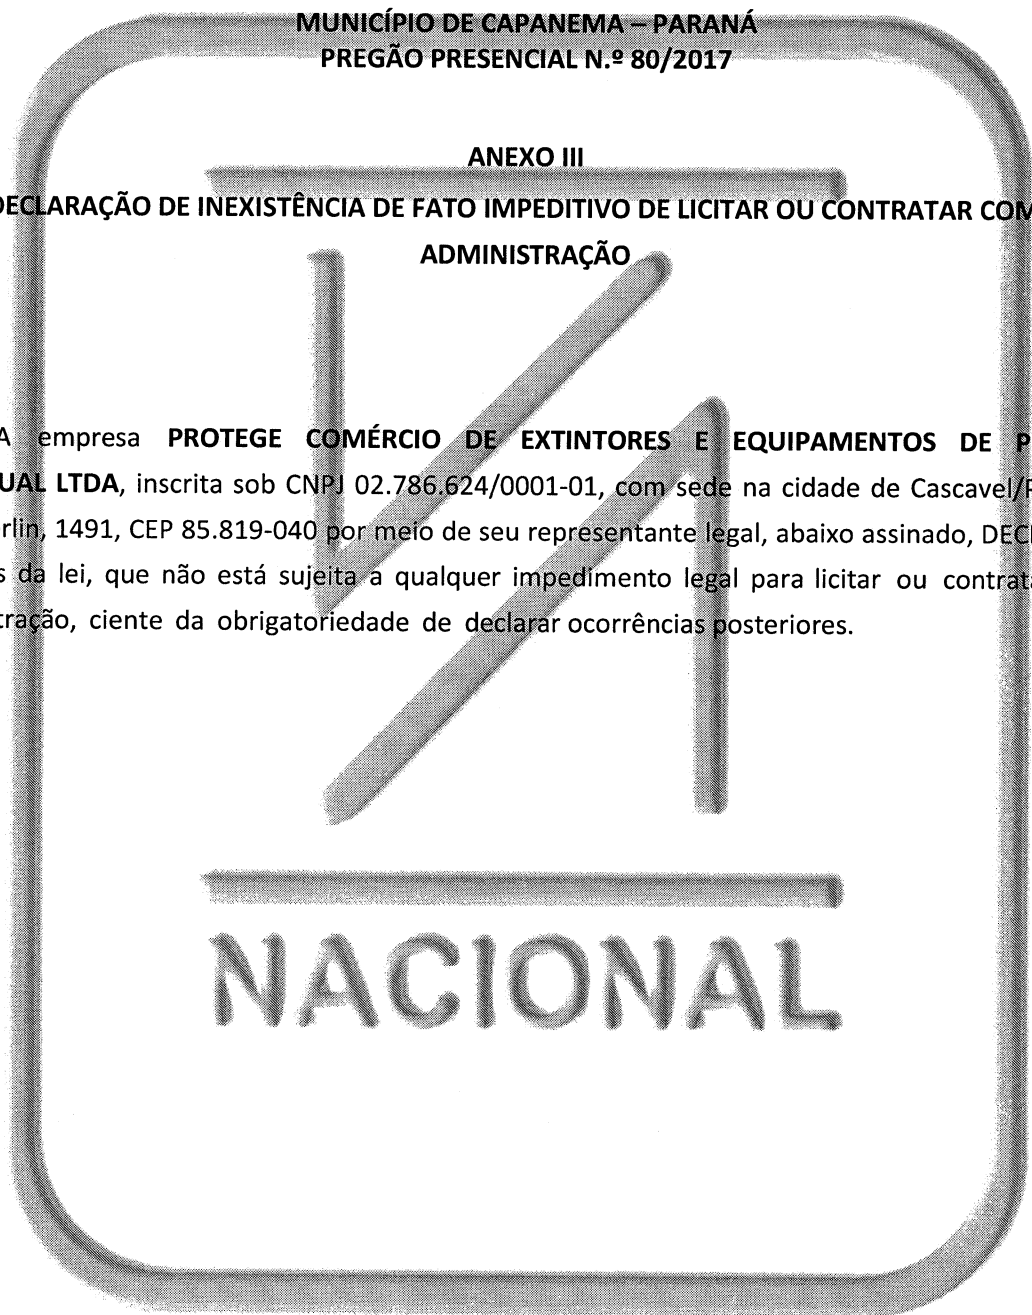 MUNICÍPIO DE CAPANEMA – PARANÁ
PREGÃO PRESENCIAL N.º 80/2017
ANEXO III
DECLARAÇÃO DE INEXISTÊNCIA DE FATO IMPEDITIVO DE LICITAR OU CONTRATAR COM
ADMINISTRAÇÃO
A empresa PROTEGE COMÉRCIO DE EXTINTORES E EQUIPAMENTOS DE P
UAL LTDA, inscrita sob CNPJ 02.786.624/0001-01, com sede na cidade de Cascavel/P
rlin, 1491, CEP 85.819-040 por meio de seu representante legal, abaixo assinado, DECL
s da lei, que não está sujeita a qualquer impedimento legal para licitar ou contrata
tração, ciente da obrigatoriedade de declarar ocorrências posteriores.
NACIONAL